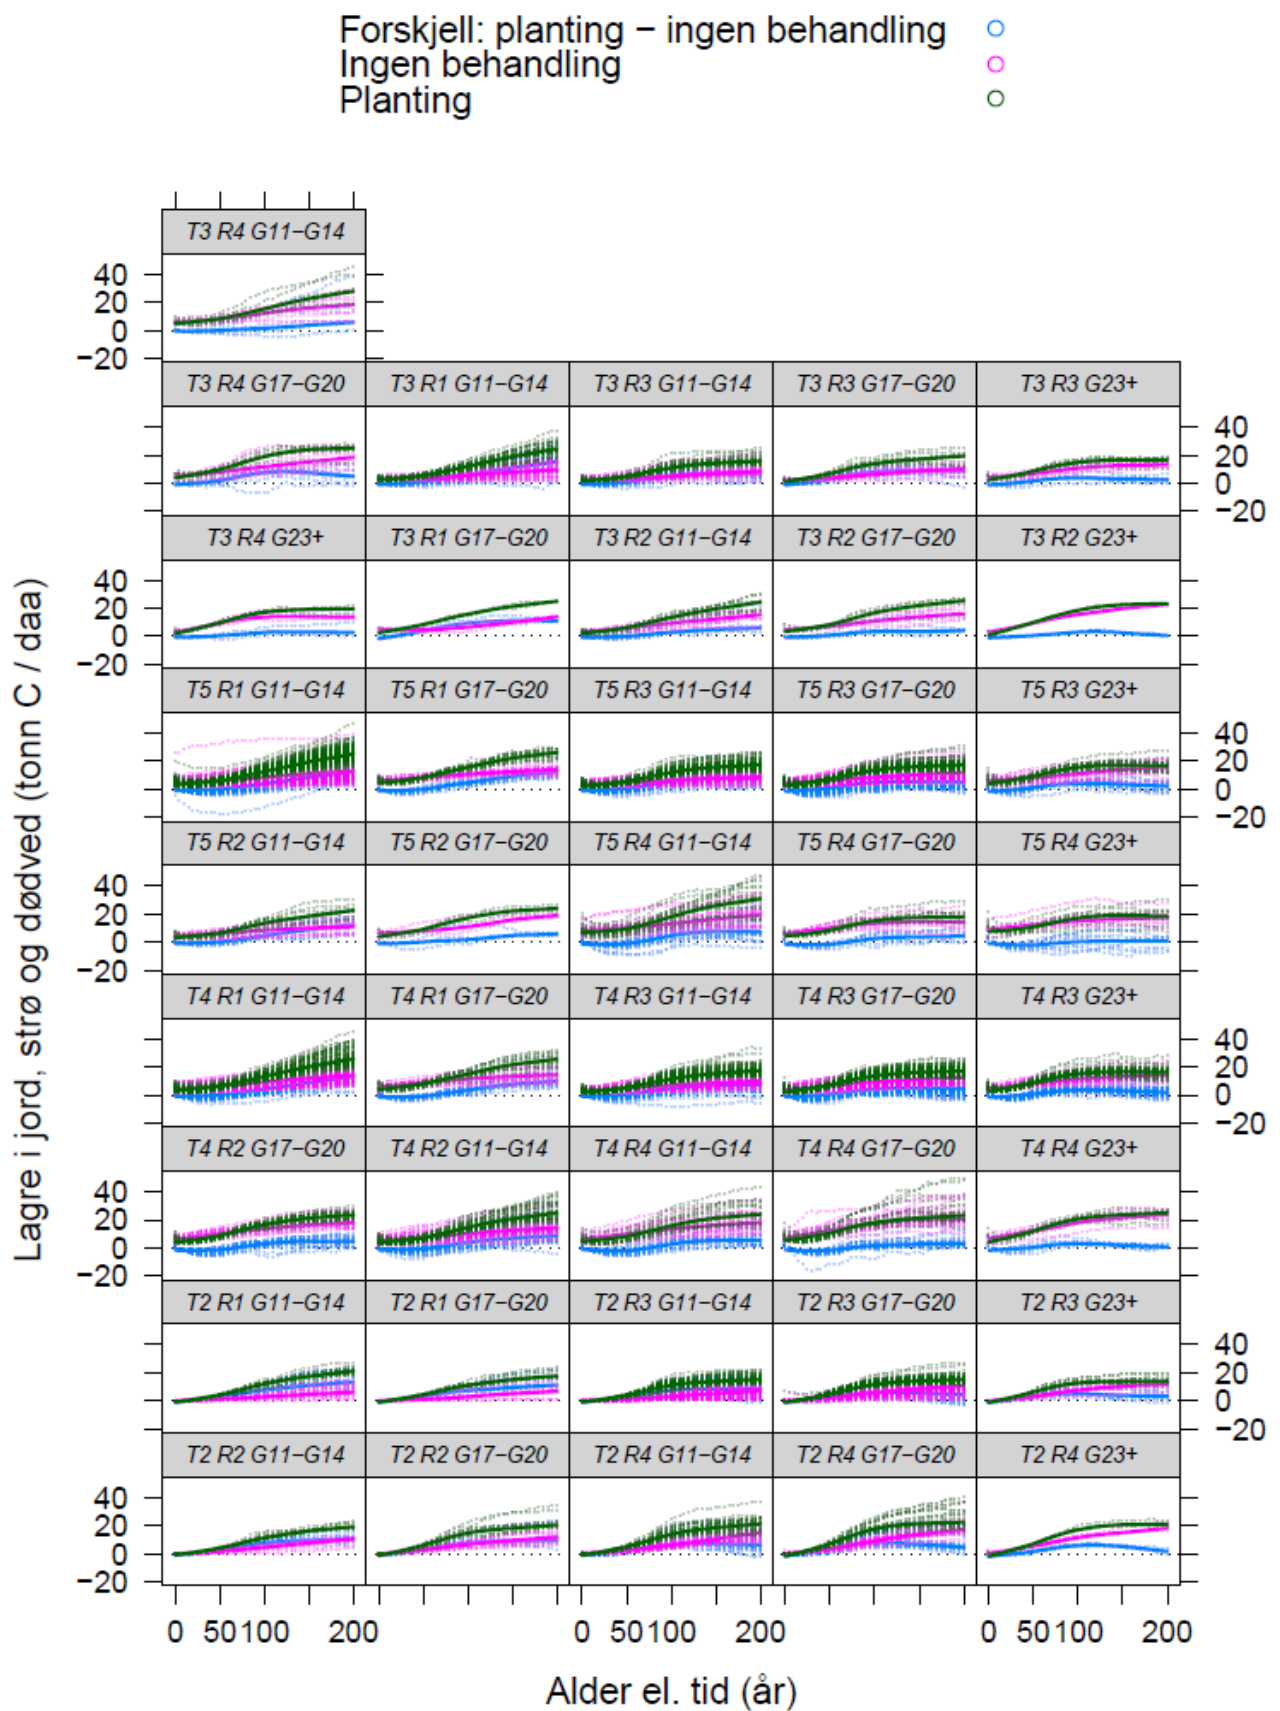 Forskjell: planting − ingen behandling
Ingen behandling
Planting
T3 R4 G11−G14
40
20
0
−20
T3 R4 G17−G20 T3 R1 G11−G14 T3 R3 G11−G14 T3 R3 G17−G20 T3 R3 G23+
40
20
0
−20
T3 R4 G23+ T3 R1 G17−G20 T3 R2 G11−G14 T3 R2 G17−G20 T3 R2 G23+
40
20
0
−20
T5 R1 G11−G14 T5 R1 G17−G20 T5 R3 G11−G14 T5 R3 G17−G20 T5 R3 G23+
40
20
0
−20
T5 R2 G11−G14 T5 R2 G17−G20 T5 R4 G11−G14 T5 R4 G17−G20 T5 R4 G23+
40
20
0
−20
T4 R1 G11−G14 T4 R1 G17−G20 T4 R3 G11−G14 T4 R3 G17−G20 T4 R3 G23+
40
20
0
−20
T4 R2 G17−G20 T4 R2 G11−G14 T4 R4 G11−G14 T4 R4 G17−G20 T4 R4 G23+
40
20
0
−20
T2 R1 G11−G14 T2 R1 G17−G20 T2 R3 G11−G14 T2 R3 G17−G20 T2 R3 G23+
40
20
0
−20
T2 R2 G11−G14 T2 R2 G17−G20 T2 R4 G11−G14 T2 R4 G17−G20 T2 R4 G23+
40
20
0
−20
0 50 100 200 0 50 100 200 0 50 100 200
Alder el. tid (år)
Lagre i jord, strø og dødved (tonn C / daa)